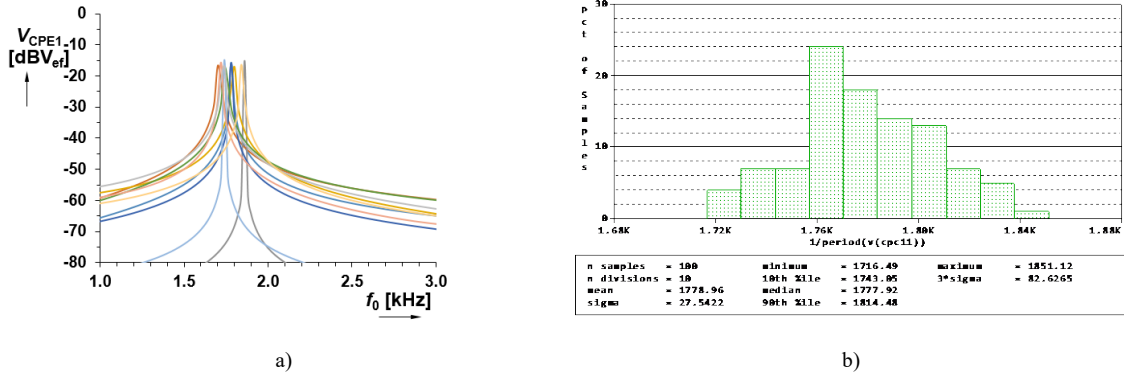 0
-10
-20
-30
-40
-50
-60
-70
-80
V_CPE1
[dBV_ef]
1.0 1.5 2.0 2.5 3.0
f_0 [kHz]
a)
Pct of Samples
30
20
10
0
1.68K 1.72K 1.76K 1.80K 1.84K 1.88K
1/period(v(cpc11))
n samples = 100 minimum = 1716.49 maximum = 1851.12
n divisions = 10 10th %ile = 1743.05 3*sigma = 82.6265
mean = 1778.96 median = 1777.92
sigma = 27.5422 90th %ile = 1814.48
b)